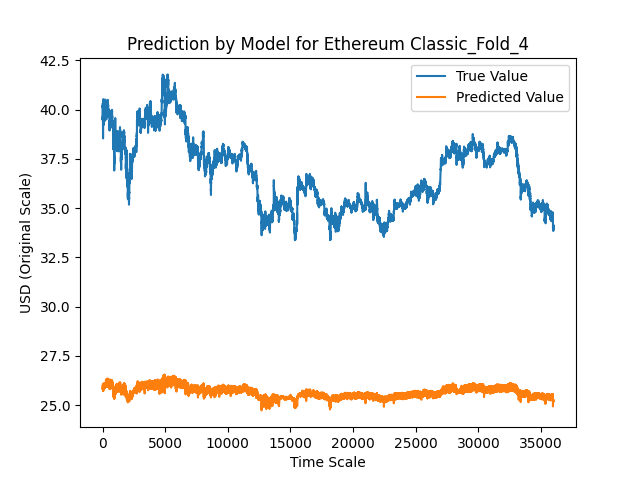 Prediction by Model for Ethereum Classic_Fold_4
True Value
Predicted Value
USD (Original Scale)
42.5
40.0
37.5
35.0
32.5
30.0
27.5
25.0
0 5000 10000 15000 20000 25000 30000 35000
Time Scale